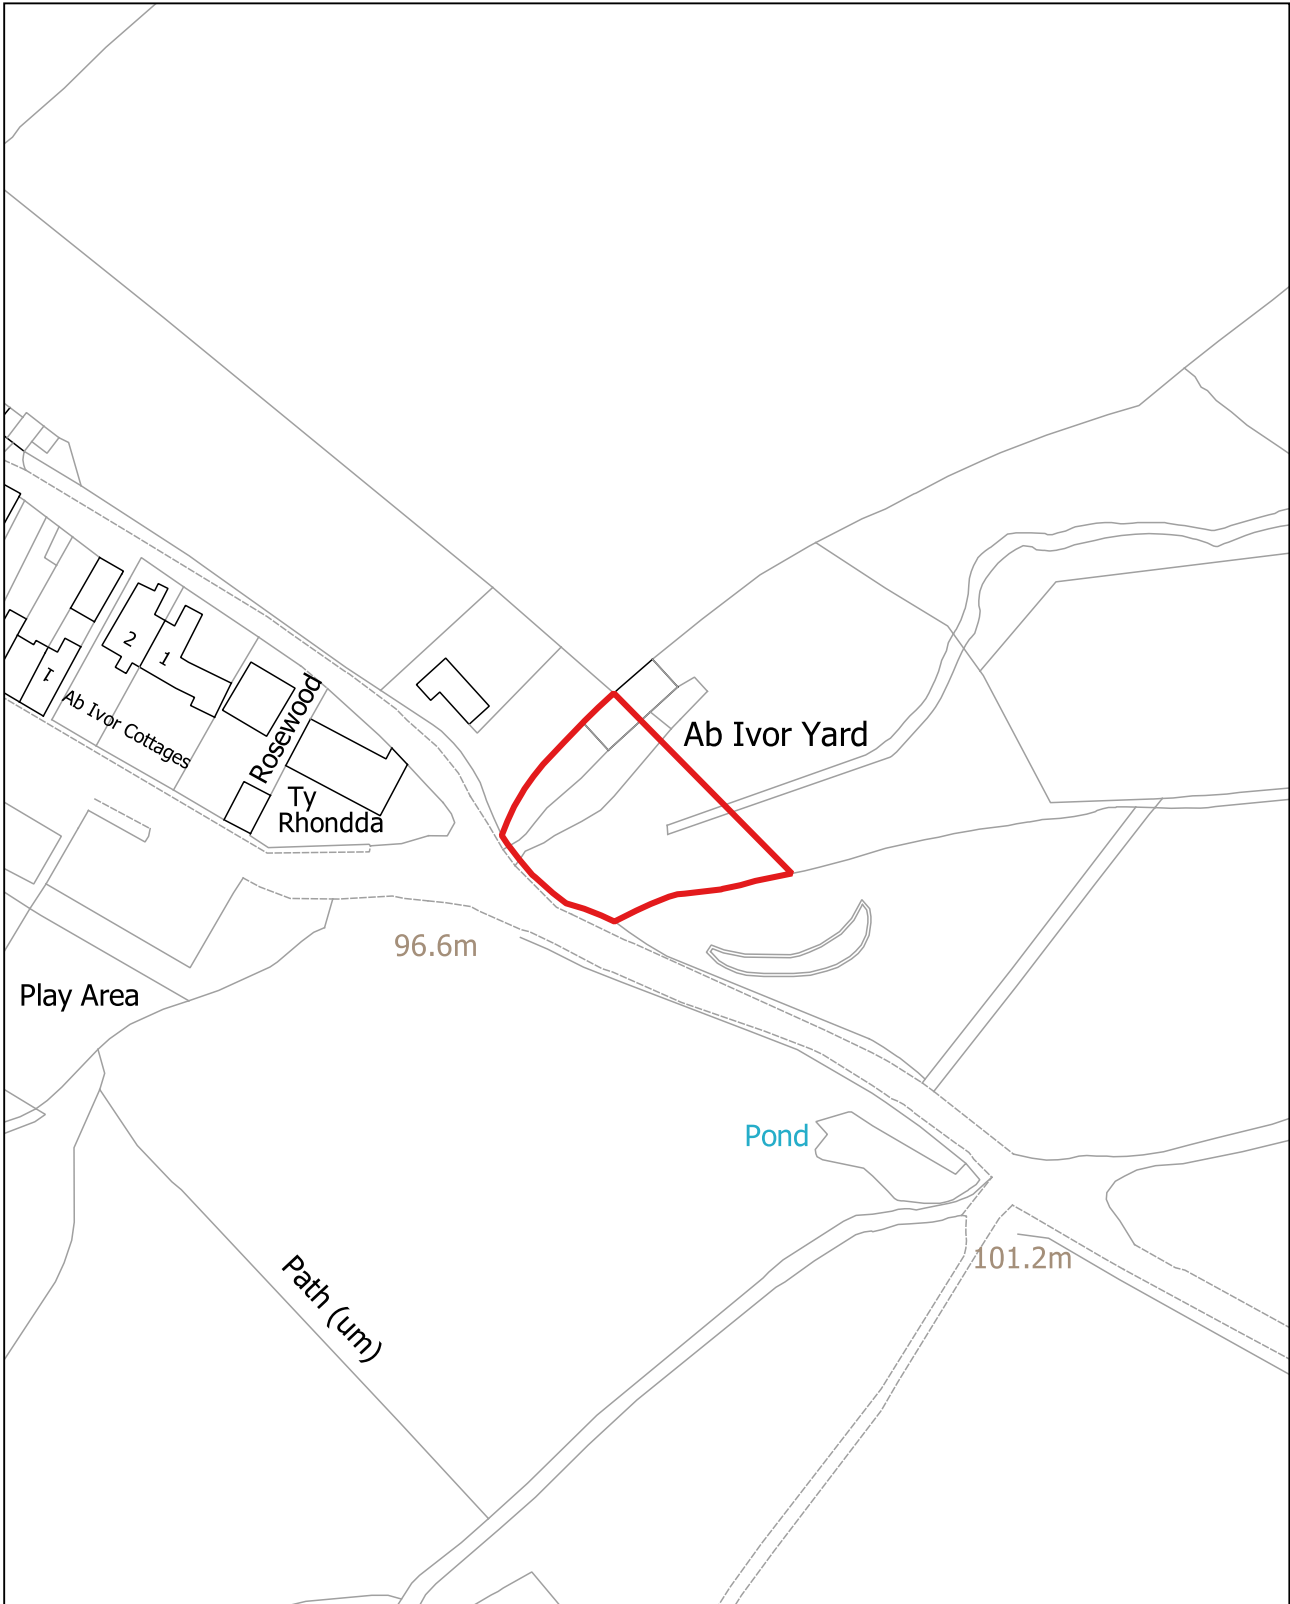 2
1
1
Ab Ivor Cottages
Rosewood
Ty
Rhondda
Ab Ivor Yard
96.6m
Play Area
Pond
101.2m
Path (um)